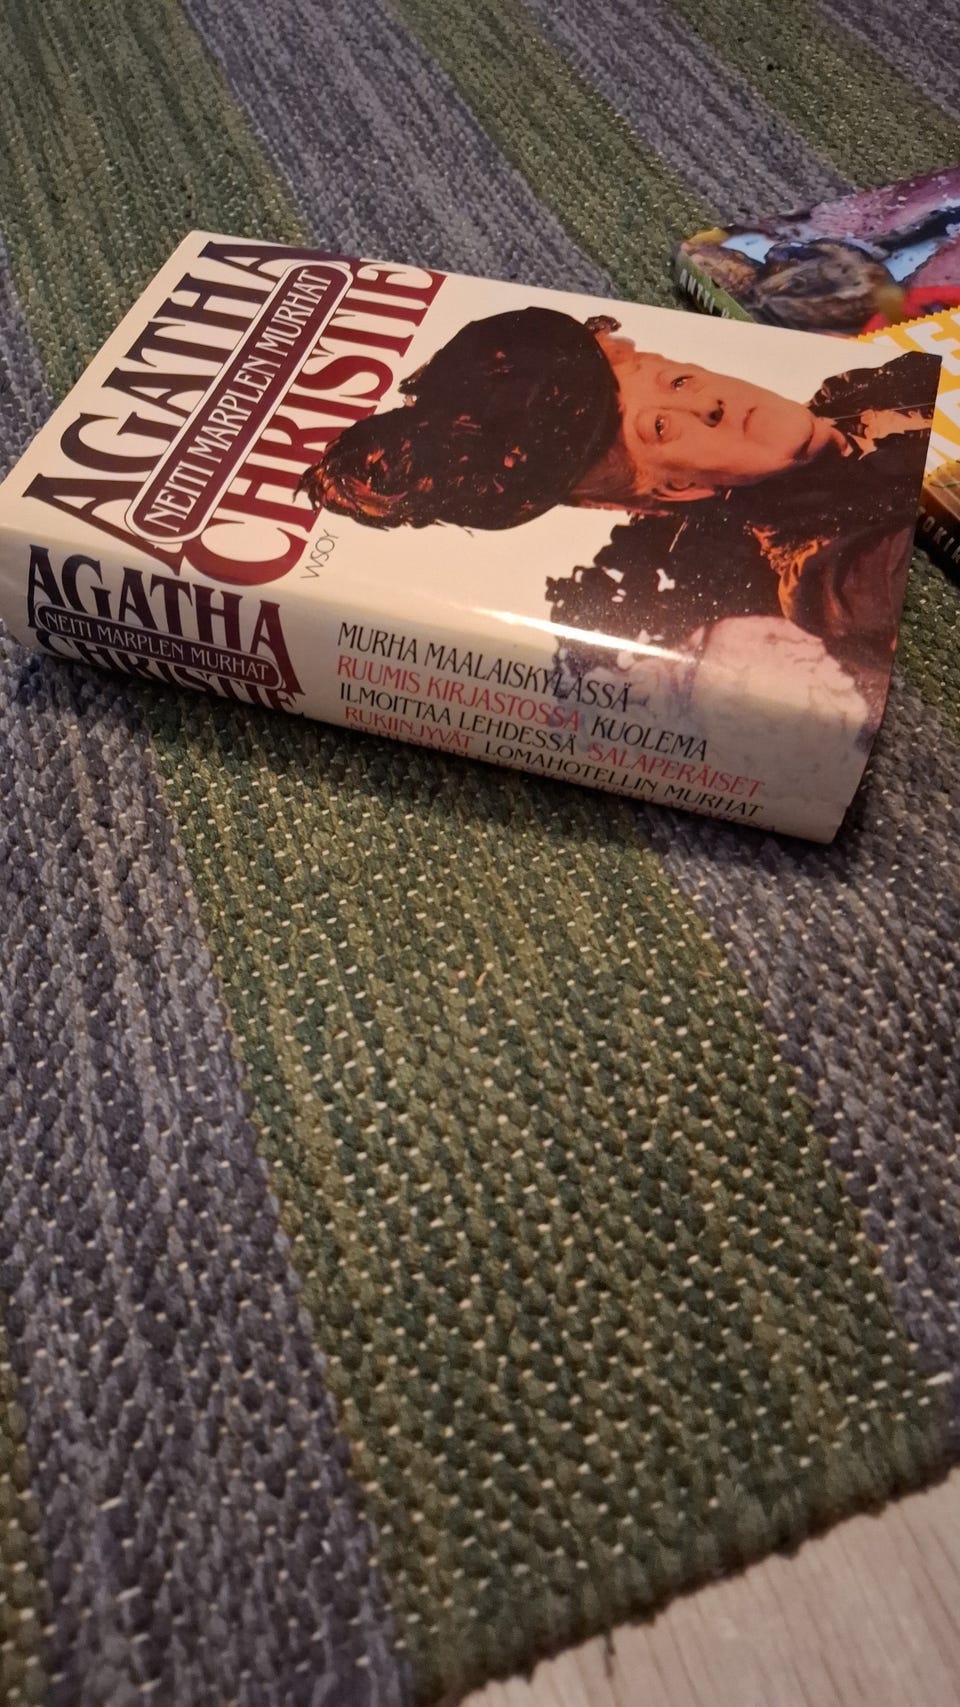 AGATHA
NEITI MARPLEN MURHAT
CHRISTIE
WSOY
AGATHA
NEITI MARPLEN MURHAT
CHRISTIE
MURHA MAALAISKYLÄSSÄ
RUUMIS KIRJASTOSSA KUOLEMA
ILMOITTAA LEHDESSÄ SALAPERÄISET
RUKIINJYVÄT LOMAHOTELLIN MURHAT